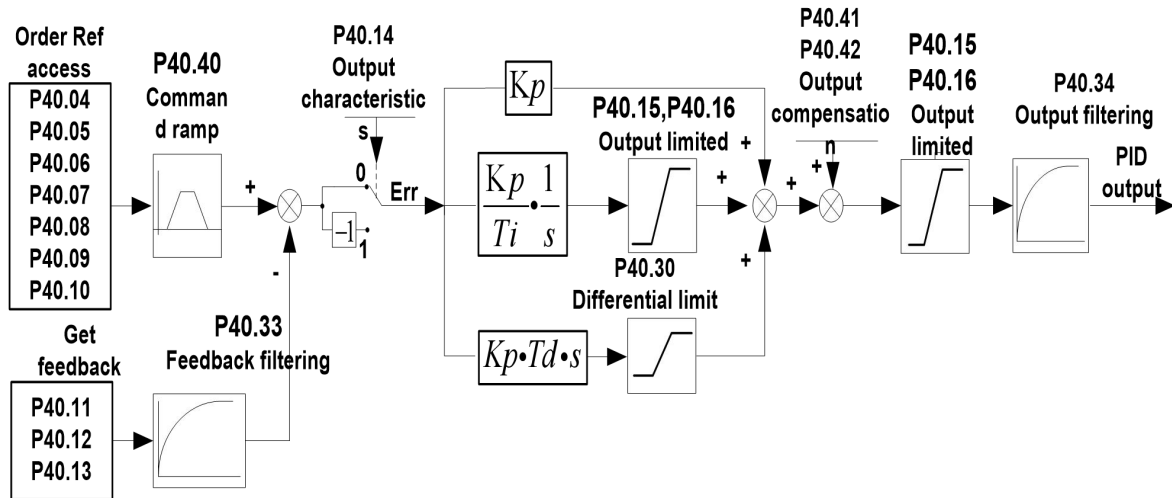 Order Ref
access
P40.04
P40.05
P40.06
P40.07
P40.08
P40.09
P40.10
P40.40
Comman
d ramp
+
-
Get
feedback
P40.11
P40.12
P40.13
P40.33
Feedback filtering
P40.14
Output
characteristic
s
0
-1
1
Err
Kp
Kp/Ti•1/s
Kp•Td•s
P40.15,P40.16
Output limited
P40.30
Differential limit
+
+
+
+
P40.41
P40.42
Output
compensatio
n
+
P40.15
P40.16
Output
limited
P40.34
Output filtering
PID
output